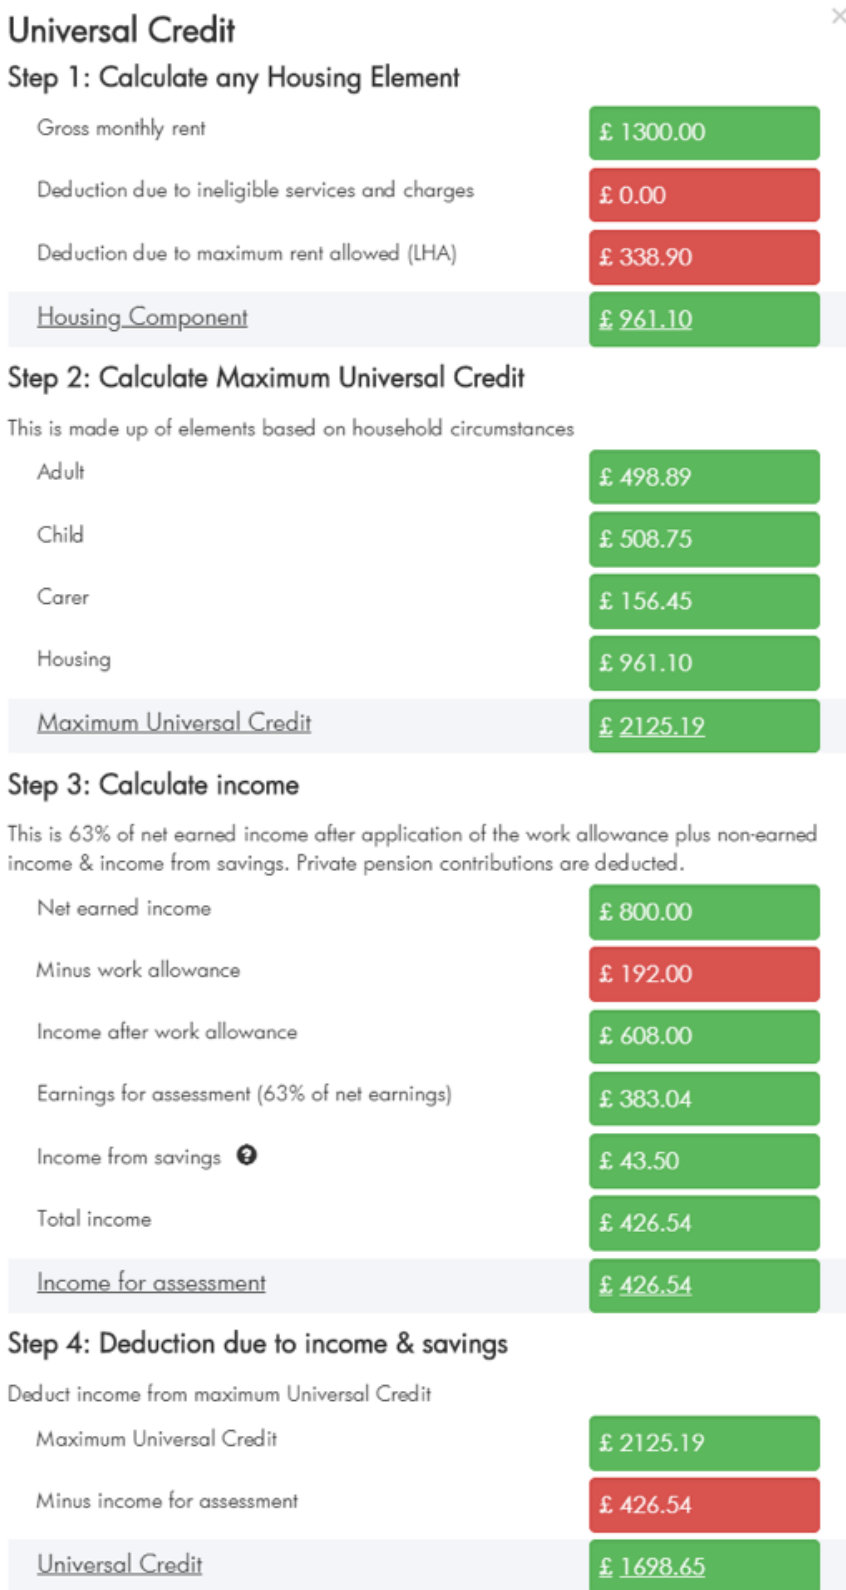 Universal Credit
Step 1: Calculate any Housing Element
Gross monthly rent £ 1300.00
Deduction due to ineligible services and charges £ 0.00
Deduction due to maximum rent allowed (LHA) £ 338.90
Housing Component £ 961.10
Step 2: Calculate Maximum Universal Credit
This is made up of elements based on household circumstances
Adult £ 498.89
Child £ 508.75
Carer £ 156.45
Housing £ 961.10
Maximum Universal Credit £ 2125.19
Step 3: Calculate income
This is 63% of net earned income after application of the work allowance plus non-earned
income & income from savings. Private pension contributions are deducted.
Net earned income £ 800.00
Minus work allowance £ 192.00
Income after work allowance £ 608.00
Earnings for assessment (63% of net earnings) £ 383.04
Income from savings ? £ 43.50
Total income £ 426.54
Income for assessment £ 426.54
Step 4: Deduction due to income & savings
Deduct income from maximum Universal Credit
Maximum Universal Credit £ 2125.19
Minus income for assessment £ 426.54
Universal Credit £ 1698.65